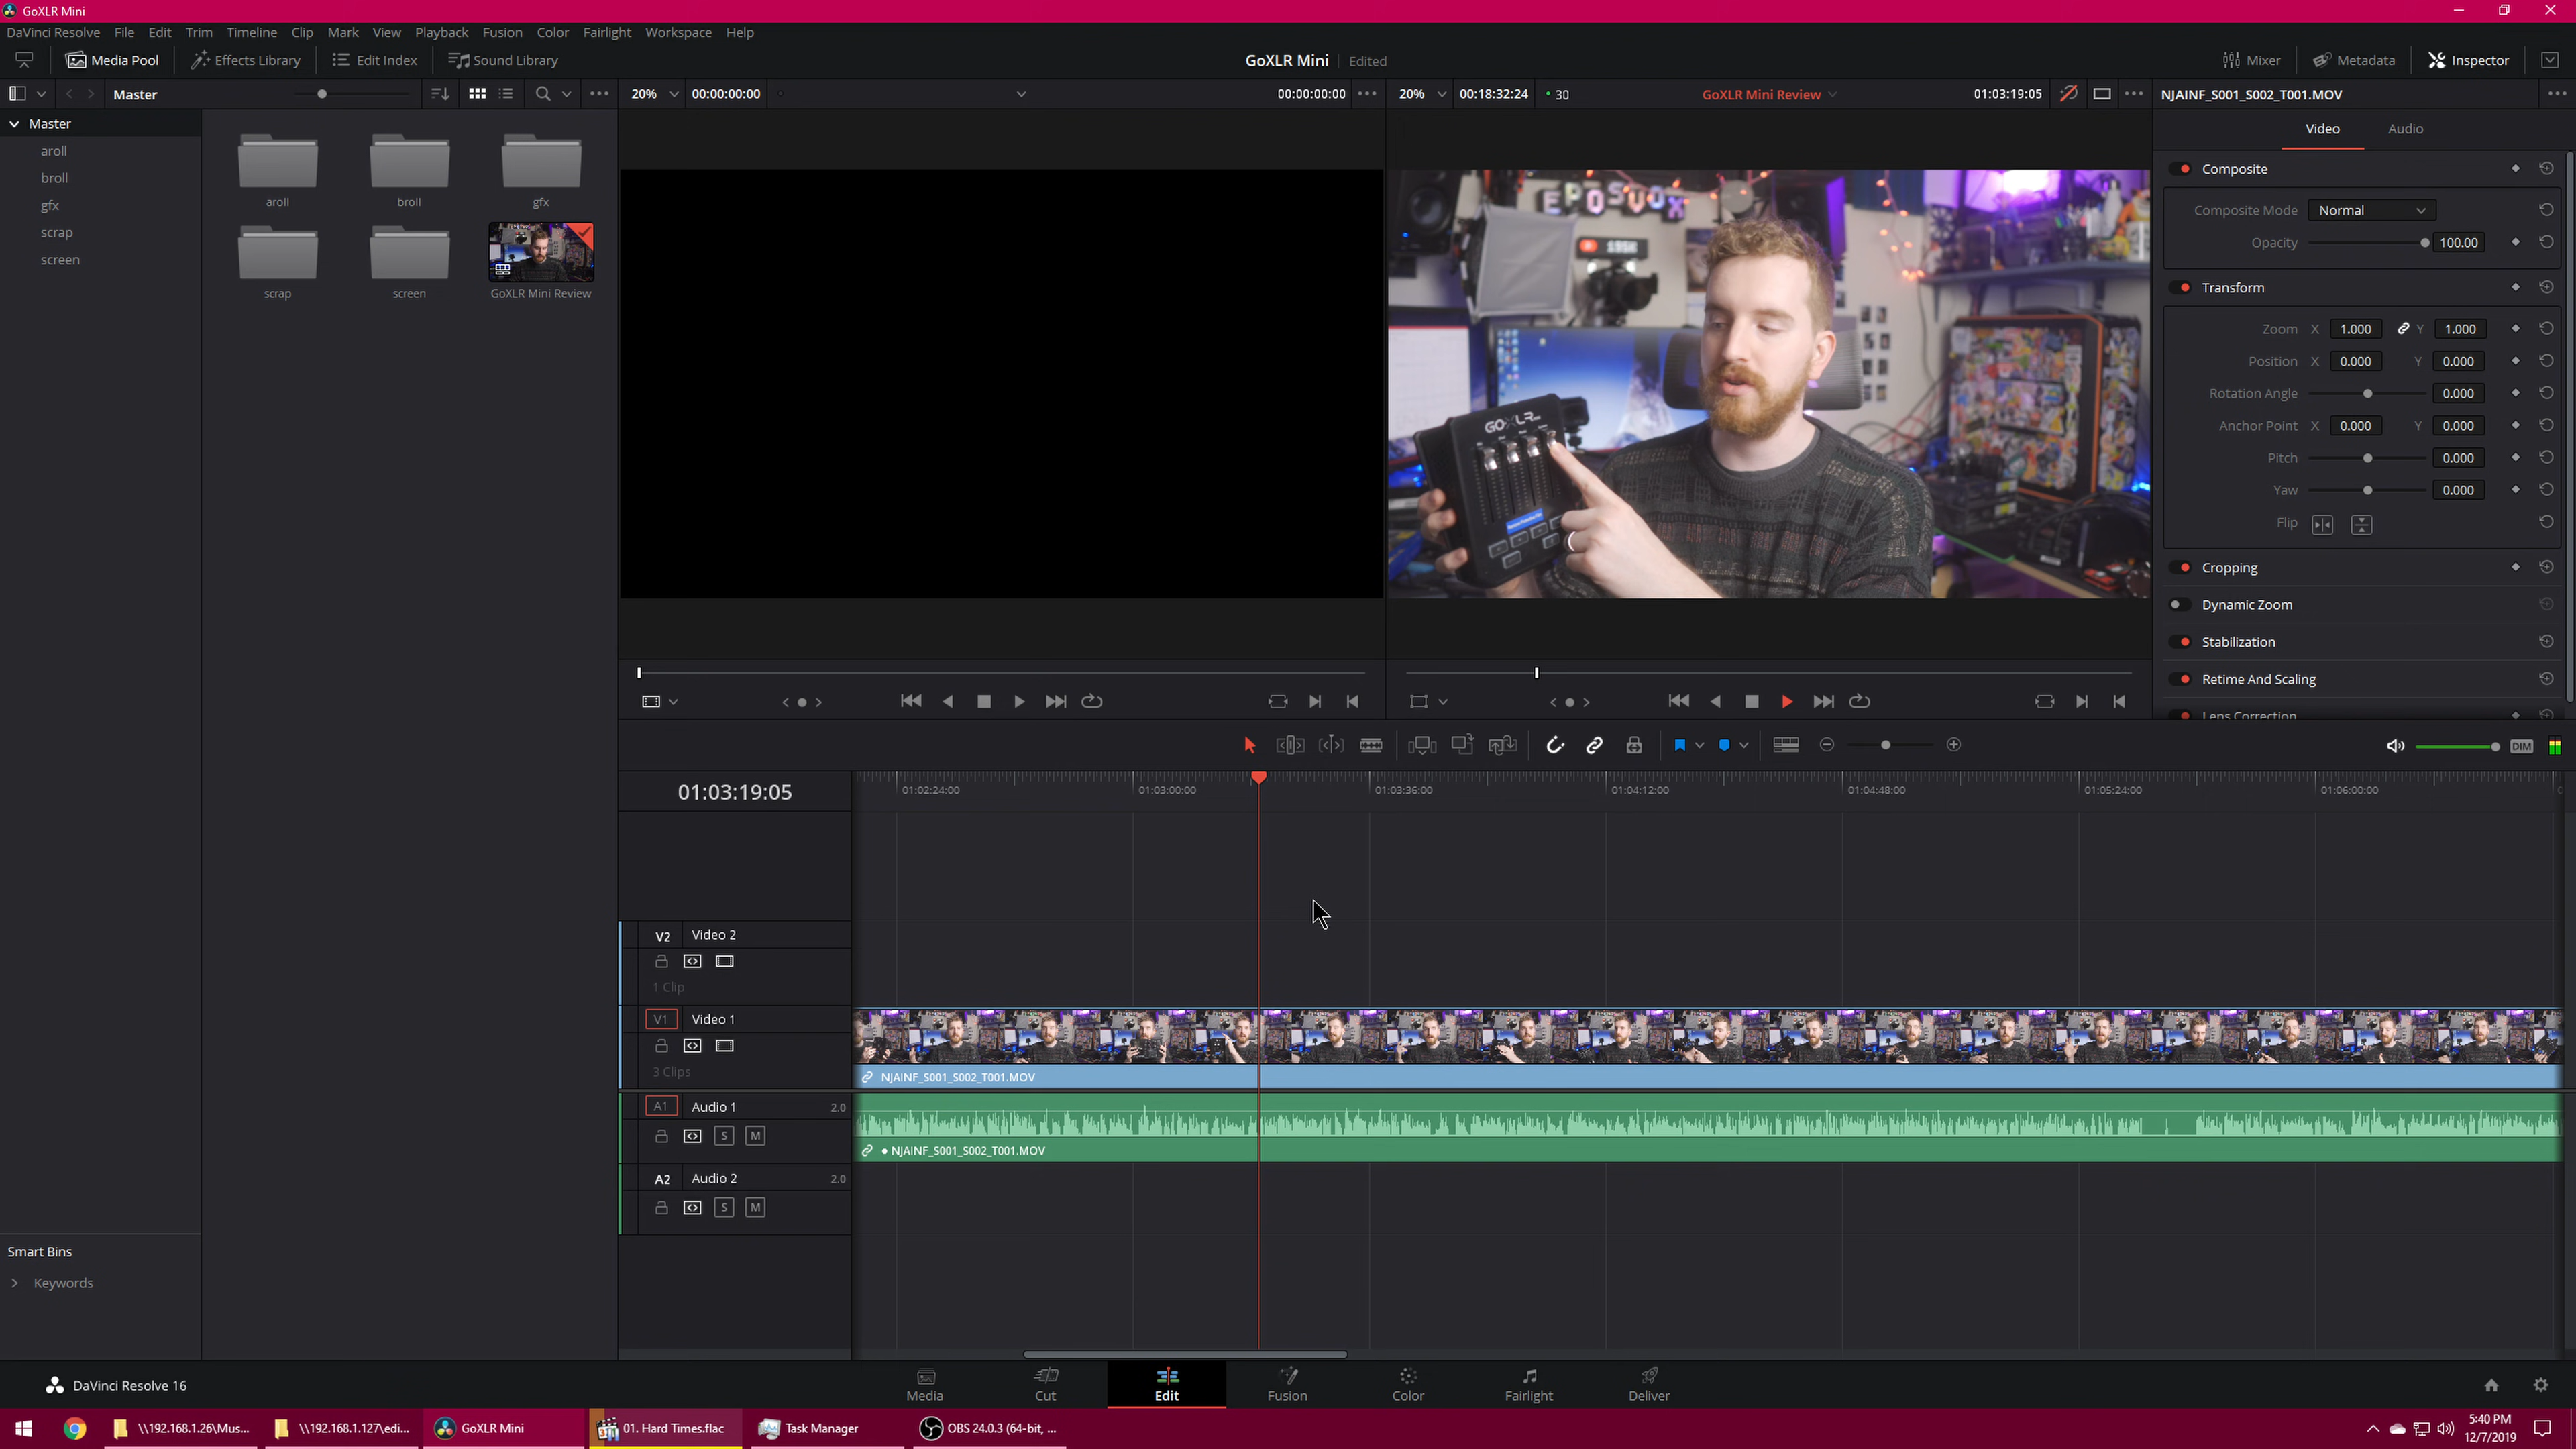 GoXLR Mini
DaVinci Resolve File Edit Trim Timeline Clip Mark View Playback Fusion Color Fairlight Workspace Help
Media Pool Effects Library Edit Index Sound Library GoXLR Mini Edited Mixer Metadata Inspector
Master 20% 00:00:00:00 00:00:00:00 20% 00:18:32:24 30 GoXLR Mini Review 01:03:19:05 NJAINF_S001_S002_T001.MOV
Master
aroll
broll
gfx
scrap
screen
aroll broll gfx
scrap screen GoXLR Mini Review
EPOSVOX
GOXLR
Video Audio
Composite
Composite Mode Normal
Opacity 100.00
Transform
Zoom X 1.000 Y 1.000
Position X 0.000 Y 0.000
Rotation Angle 0.000
Anchor Point X 0.000 Y 0.000
Pitch 0.000
Yaw 0.000
Flip
Cropping
Dynamic Zoom
Stabilization
Retime And Scaling
Lens Correction
DIM
01:03:19:05
01:02:24:00 01:03:00:00 01:03:36:00 01:04:12:00 01:04:48:00 01:05:24:00 01:06:00:00
V2 Video 2
1 Clip
V1 Video 1
3 Clips
NJAINF_S001_S002_T001.MOV
A1 Audio 1 2.0
S M
• NJAINF_S001_S002_T001.MOV
A2 Audio 2 2.0
S M
Smart Bins
Keywords
DaVinci Resolve 16
Media Cut Edit Fusion Color Fairlight Deliver
\\192.168.1.26\Mus... \\192.168.1.127\edi... GoXLR Mini 01. Hard Times.flac Task Manager OBS 24.0.3 (64-bit, ...
5:40 PM
12/7/2019